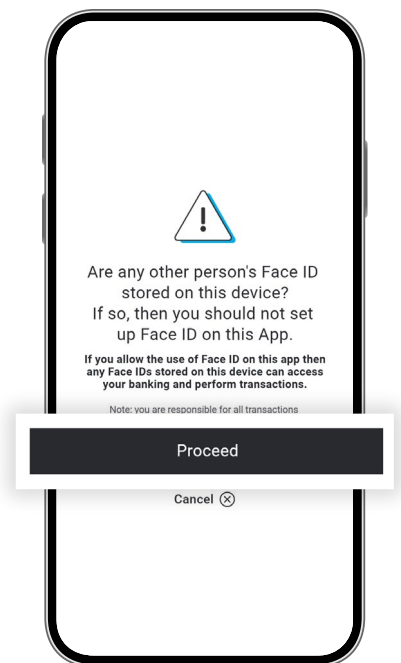 Are any other person's Face ID
stored on this device?
If so, then you should not set
up Face ID on this App.
If you allow the use of Face ID on this app then
any Face IDs stored on this device can access
your banking and perform transactions.
Note: you are responsible for all transactions
Proceed
Cancel